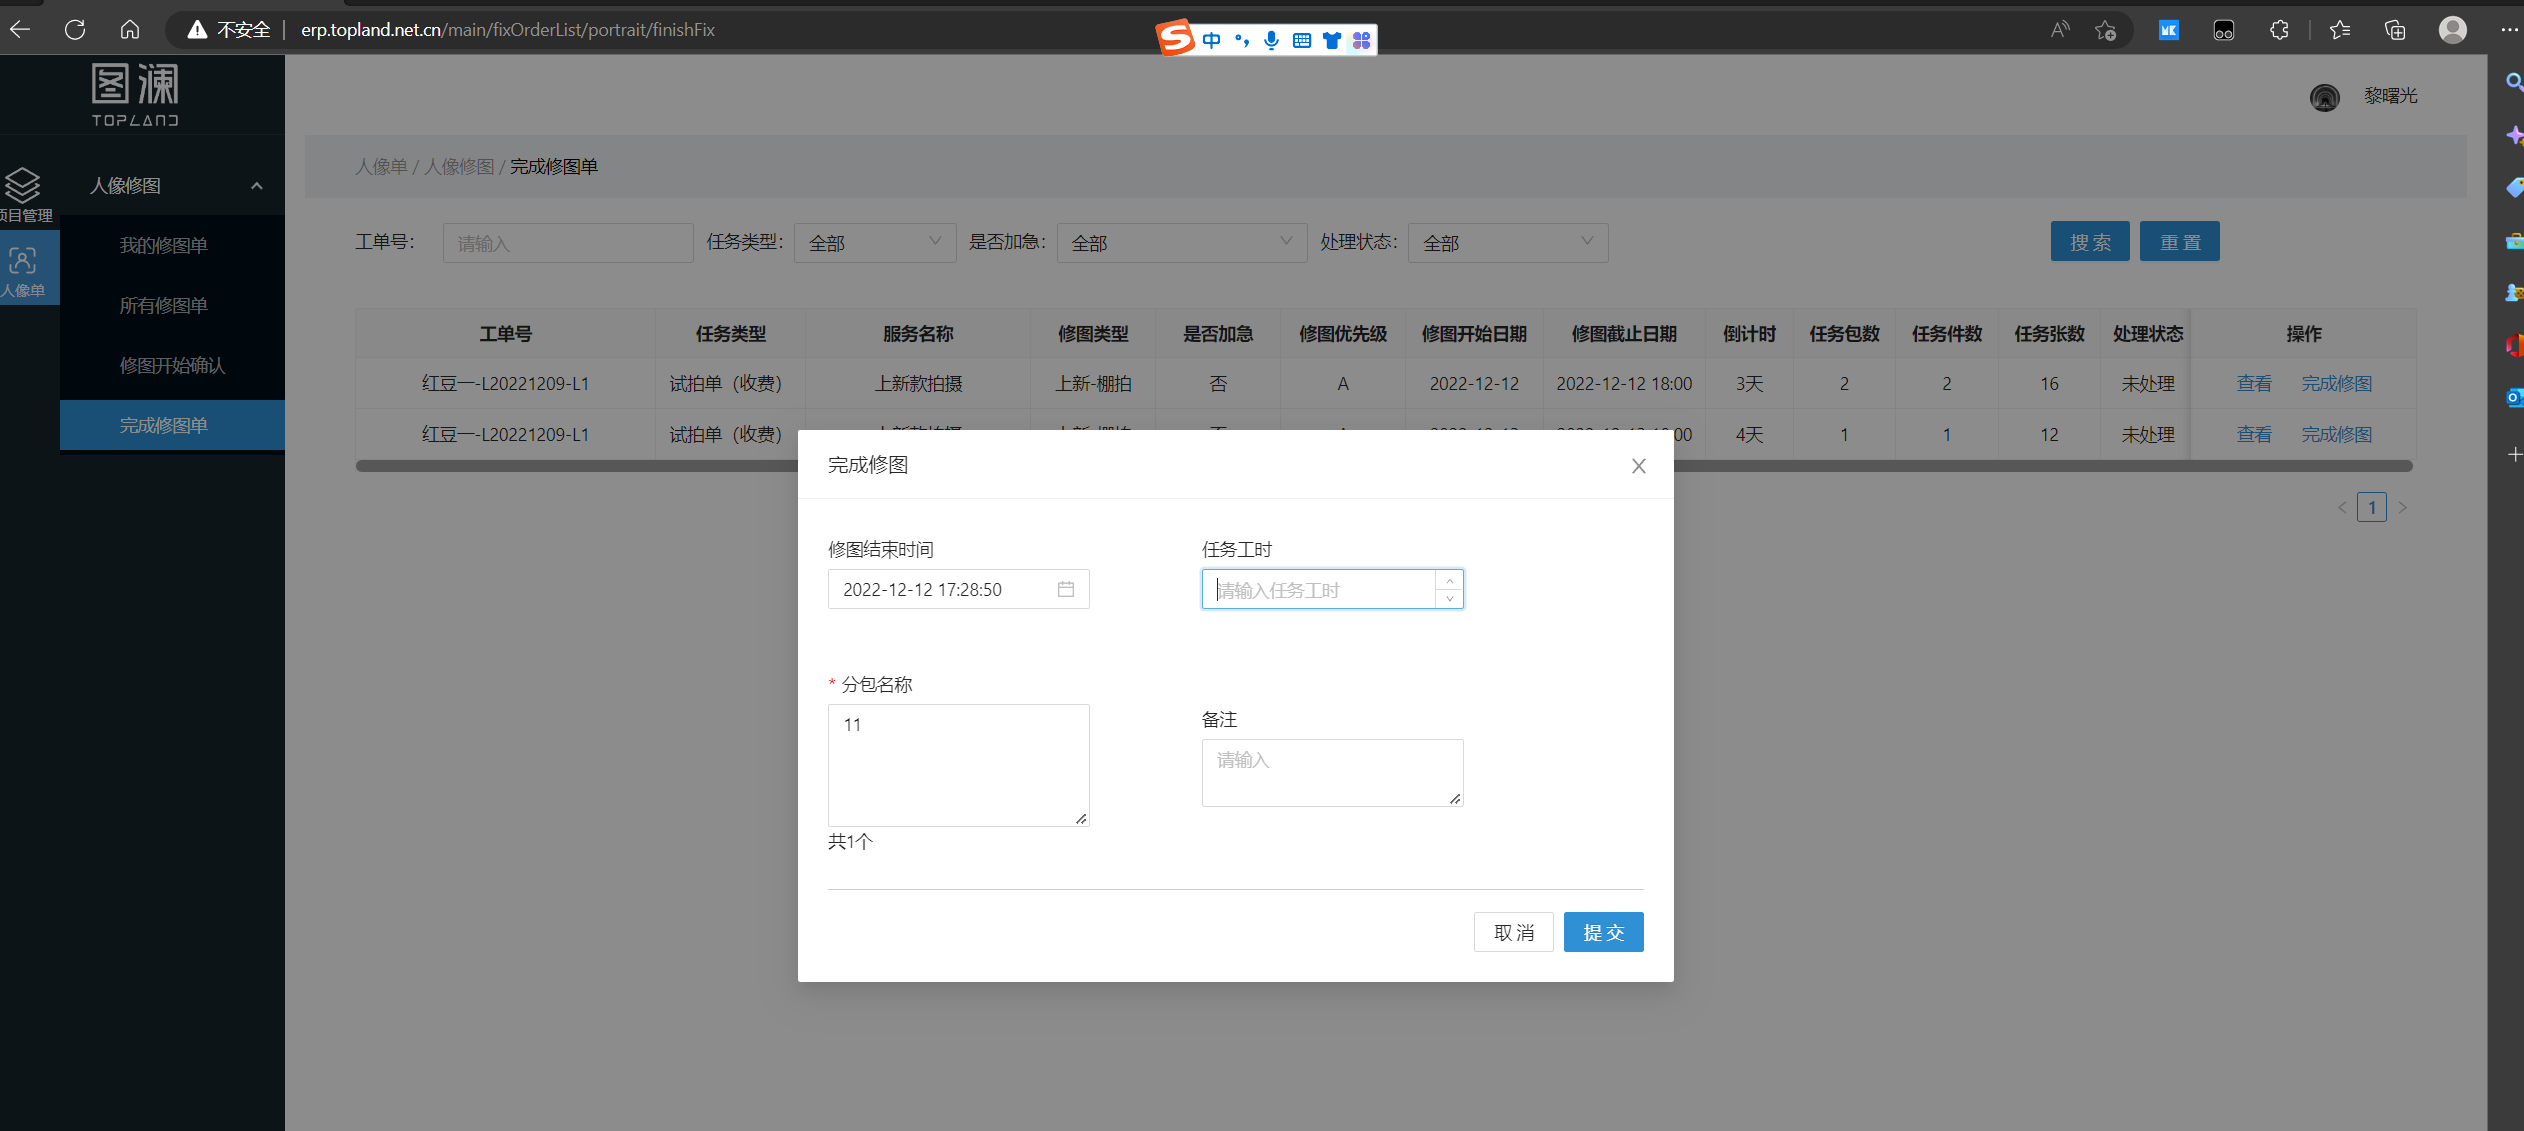 不安全 erp.topland.net.cn/main/fixOrderList/portrait/finishFix
中
图澜
TOPLAND
黎曙光
项目管理
人像单
人像修图
我的修图单
所有修图单
修图开始确认
完成修图单
人像单 / 人像修图 / 完成修图单
工单号： 请输入 任务类型： 全部 是否加急： 全部 处理状态： 全部 搜索 重置
工单号 任务类型 服务名称 修图类型 是否加急 修图优先级 修图开始日期 修图截止日期 倒计时 任务包数 任务件数 任务张数 处理状态 操作
红豆一-L20221209-L1 试拍单（收费） 上新款拍摄 上新-棚拍 否 A 2022-12-12 2022-12-12 18:00 3天 2 2 16 未处理 查看 完成修图
红豆一-L20221209-L1 试拍单（收费） :00 4天 1 1 12 未处理 查看 完成修图
1
完成修图
修图结束时间 任务工时
2022-12-12 17:28:50 请输入任务工时
* 分包名称
11
备注
请输入
共1个
取消 提交